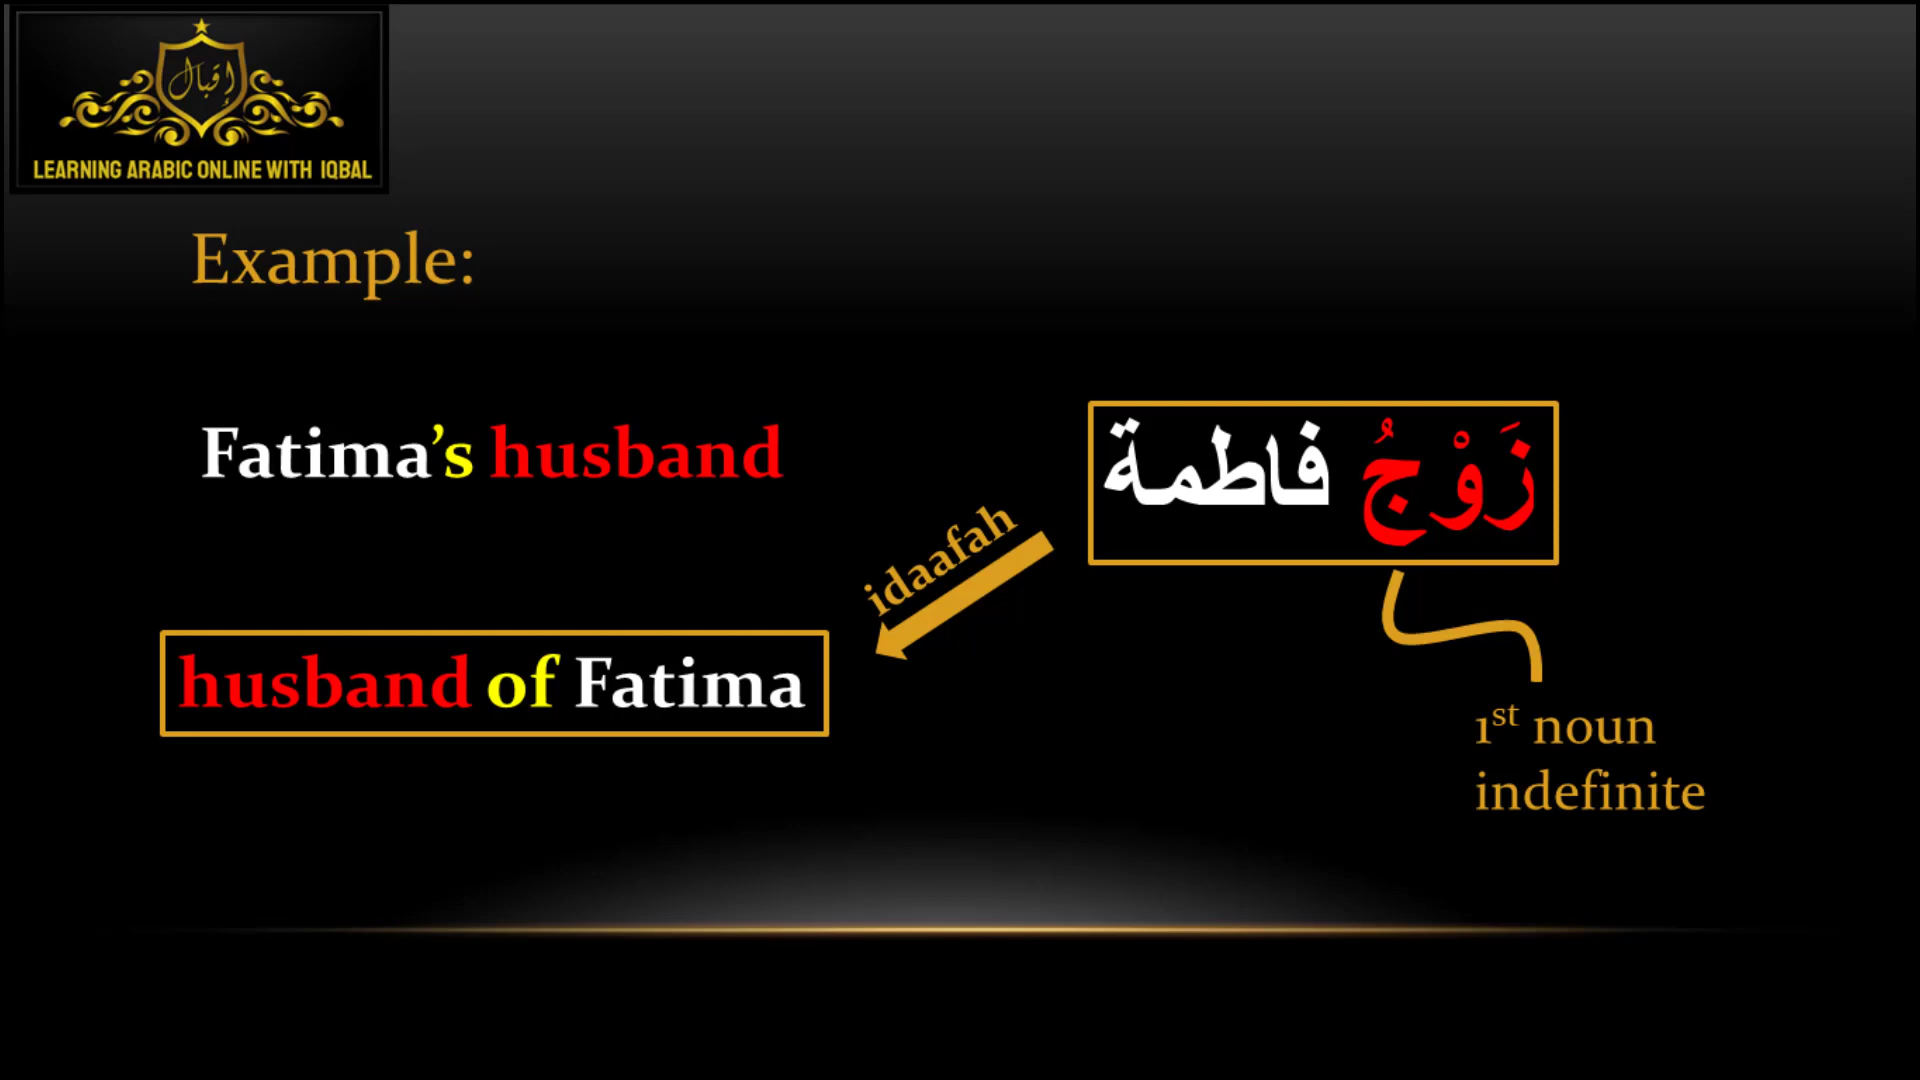 إقبال
LEARNING ARABIC ONLINE WITH IQBAL
Example:
Fatima’s husband
زَوْجُ فاطمة
idaafah
husband of Fatima
1st noun
indefinite